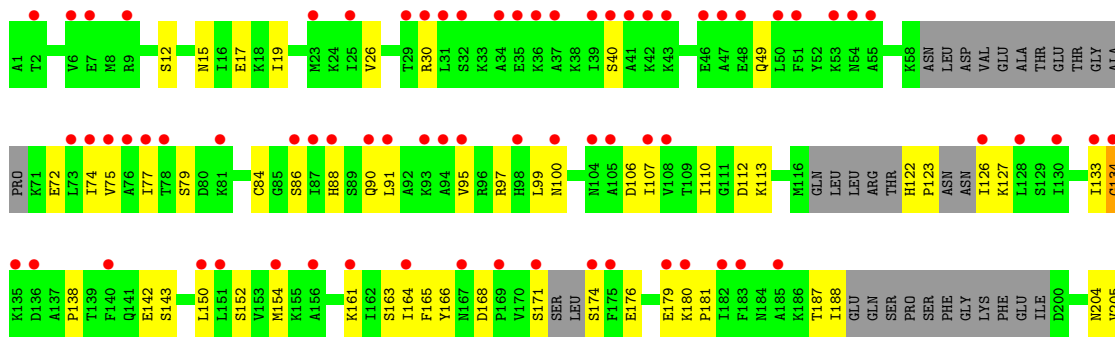 A1 T2 V6 E7 M8 R9 S12 N15 I16 E17 K18 I19 M23 K24 I25 V26 T29 R30 L31 S32 K33 A34 E35 K36 A37 K38 I39 S40 A41 K42 K43 E46 A47 E48 Q49 L50 F51 Y52 K53 N54 A55 K58 ASN LEU ASP VAL GLU ALA THR GLU THR THR GLY ALA
PRO K71 E72 L73 I74 V75 A76 I77 T78 S79 D80 K81 C84 G85 S86 I87 H88 S89 Q90 L91 A92 K93 A94 V95 R96 R97 H98 L99 N100 N104 A105 D106 I107 V108 T109 I110 G111 D112 K113 M116 GLN LEU LEU ARG THR H122 P123 ASN ASN I126 K127 L128 S129 I130 I133 G134
K135 D136 A137 P138 T139 F140 Q141 E142 S143 L150 L151 S152 V153 M154 K155 A156 K161 I162 S163 I164 F165 Y166 N167 D168 P169 V170 S171 SER LEU S174 F175 E176 E179 K180 P181 I182 F183 N184 A185 K186 T187 I188 GLU GLN SER PRO SER PHE GLY LYS PHE GLU ILE D200 N204 V205